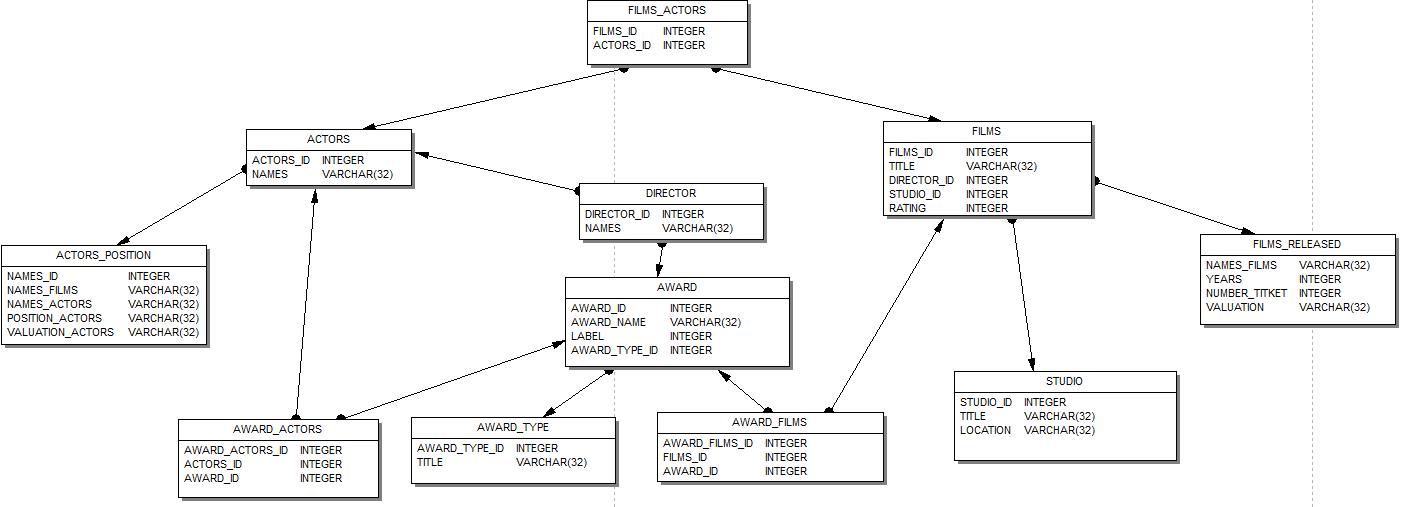 FILMS_ACTORS
FILMS_ID INTEGER
ACTORS_ID INTEGER
ACTORS
ACTORS_ID INTEGER
NAMES VARCHAR(32)
FILMS
FILMS_ID INTEGER
TITLE VARCHAR(32)
DIRECTOR_ID INTEGER
STUDIO_ID INTEGER
RATING INTEGER
DIRECTOR
DIRECTOR_ID INTEGER
NAMES VARCHAR(32)
ACTORS_POSITION
NAMES_ID INTEGER
NAMES_FILMS VARCHAR(32)
NAMES_ACTORS VARCHAR(32)
POSITION_ACTORS VARCHAR(32)
VALUATION_ACTORS VARCHAR(32)
FILMS_RELEASED
NAMES_FILMS VARCHAR(32)
YEARS INTEGER
NUMBER_TITKET INTEGER
VALUATION VARCHAR(32)
AWARD
AWARD_ID INTEGER
AWARD_NAME VARCHAR(32)
LABEL INTEGER
AWARD_TYPE_ID INTEGER
STUDIO
STUDIO_ID INTEGER
TITLE VARCHAR(32)
LOCATION VARCHAR(32)
AWARD_ACTORS
AWARD_ACTORS_ID INTEGER
ACTORS_ID INTEGER
AWARD_ID INTEGER
AWARD_TYPE
AWARD_TYPE_ID INTEGER
TITLE VARCHAR(32)
AWARD_FILMS
AWARD_FILMS_ID INTEGER
FILMS_ID INTEGER
AWARD_ID INTEGER